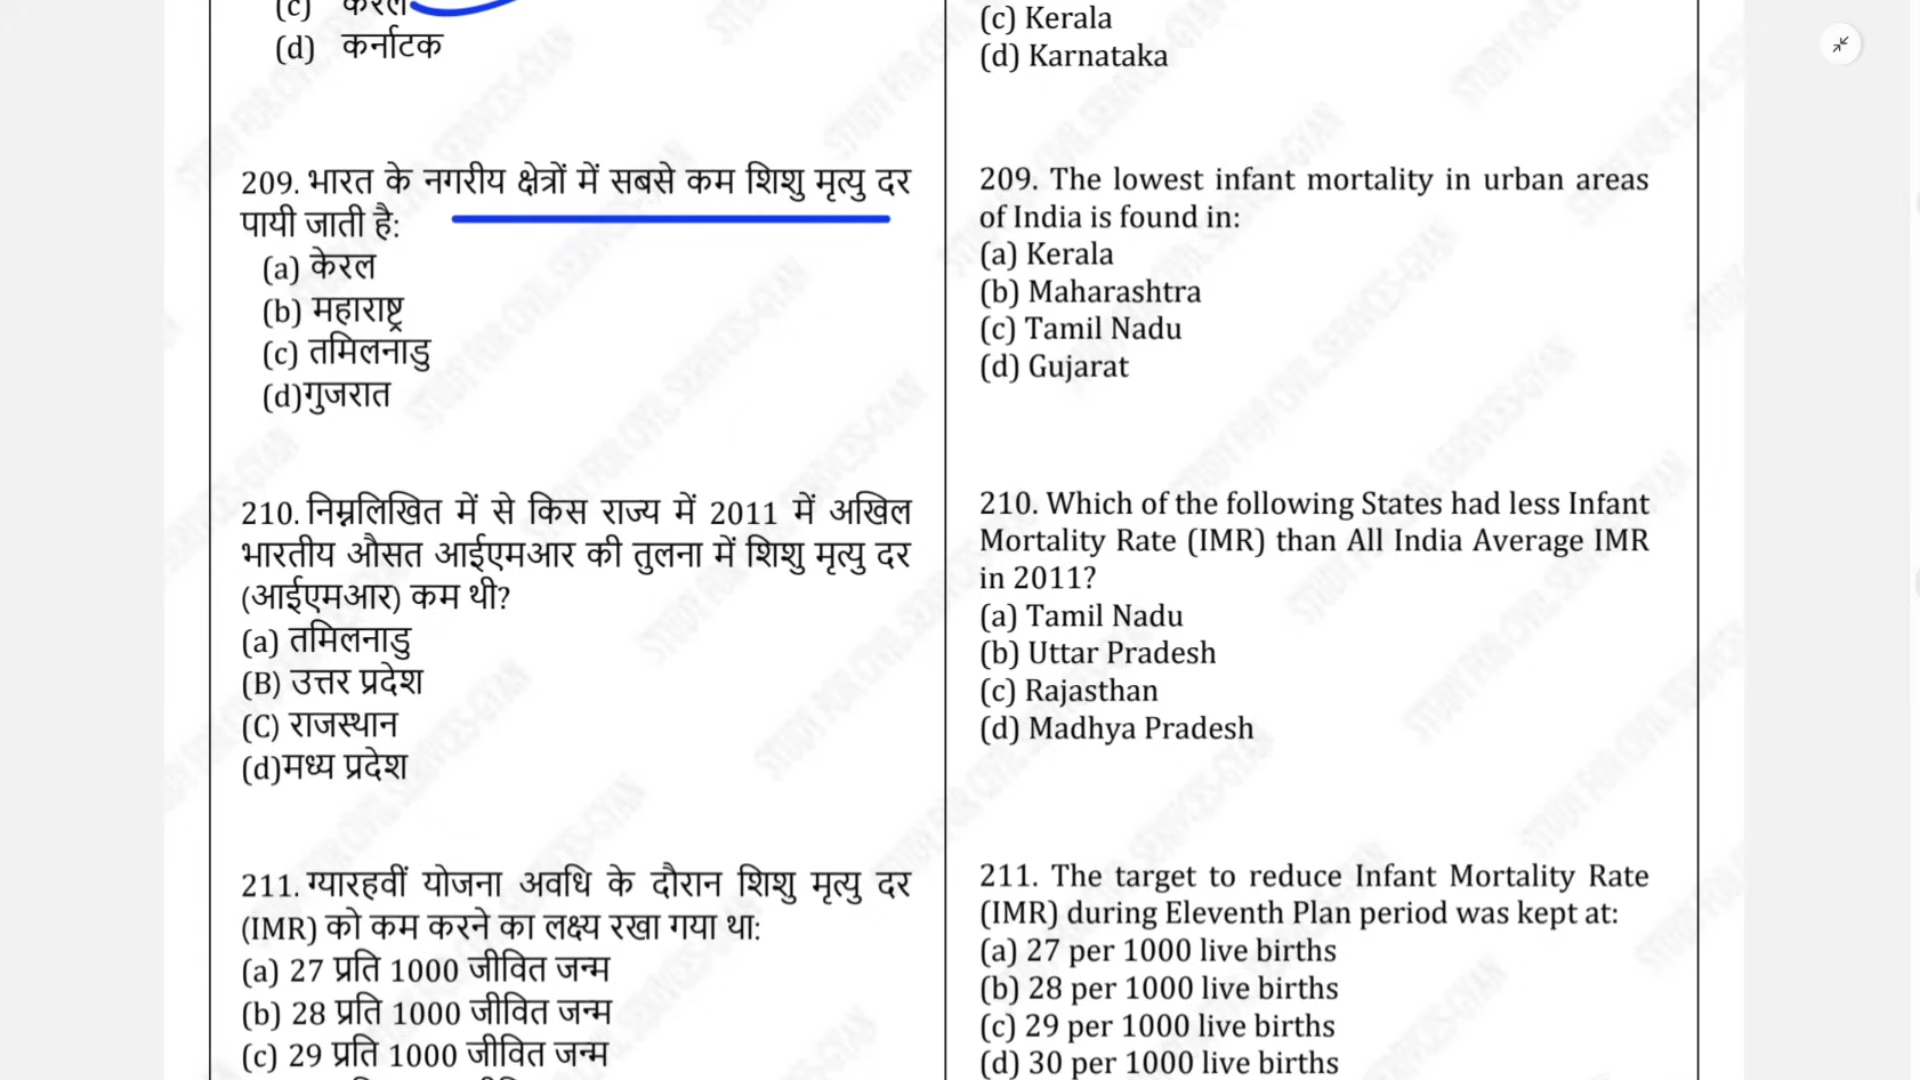 (c) केरल
(d) कर्नाटक
209. भारत के नगरीय क्षेत्रों में सबसे कम शिशु मृत्यु दर
पायी जाती है:
(a) केरल
(b) महाराष्ट्र
(c) तमिलनाडु
(d)गुजरात
210. निम्नलिखित में से किस राज्य में 2011 में अखिल
भारतीय औसत आईएमआर की तुलना में शिशु मृत्यु दर
(आईएमआर) कम थी?
(a) तमिलनाडु
(B) उत्तर प्रदेश
(C) राजस्थान
(d)मध्य प्रदेश
211. ग्यारहवीं योजना अवधि के दौरान शिशु मृत्यु दर
(IMR) को कम करने का लक्ष्य रखा गया था:
(a) 27 प्रति 1000 जीवित जन्म
(b) 28 प्रति 1000 जीवित जन्म
(c) 29 प्रति 1000 जीवित जन्म
(c) Kerala
(d) Karnataka
209. The lowest infant mortality in urban areas
of India is found in:
(a) Kerala
(b) Maharashtra
(c) Tamil Nadu
(d) Gujarat
210. Which of the following States had less Infant
Mortality Rate (IMR) than All India Average IMR
in 2011?
(a) Tamil Nadu
(b) Uttar Pradesh
(c) Rajasthan
(d) Madhya Pradesh
211. The target to reduce Infant Mortality Rate
(IMR) during Eleventh Plan period was kept at:
(a) 27 per 1000 live births
(b) 28 per 1000 live births
(c) 29 per 1000 live births
(d) 30 per 1000 live births
STUDY FOR CIVIL SERVICES-GYAN